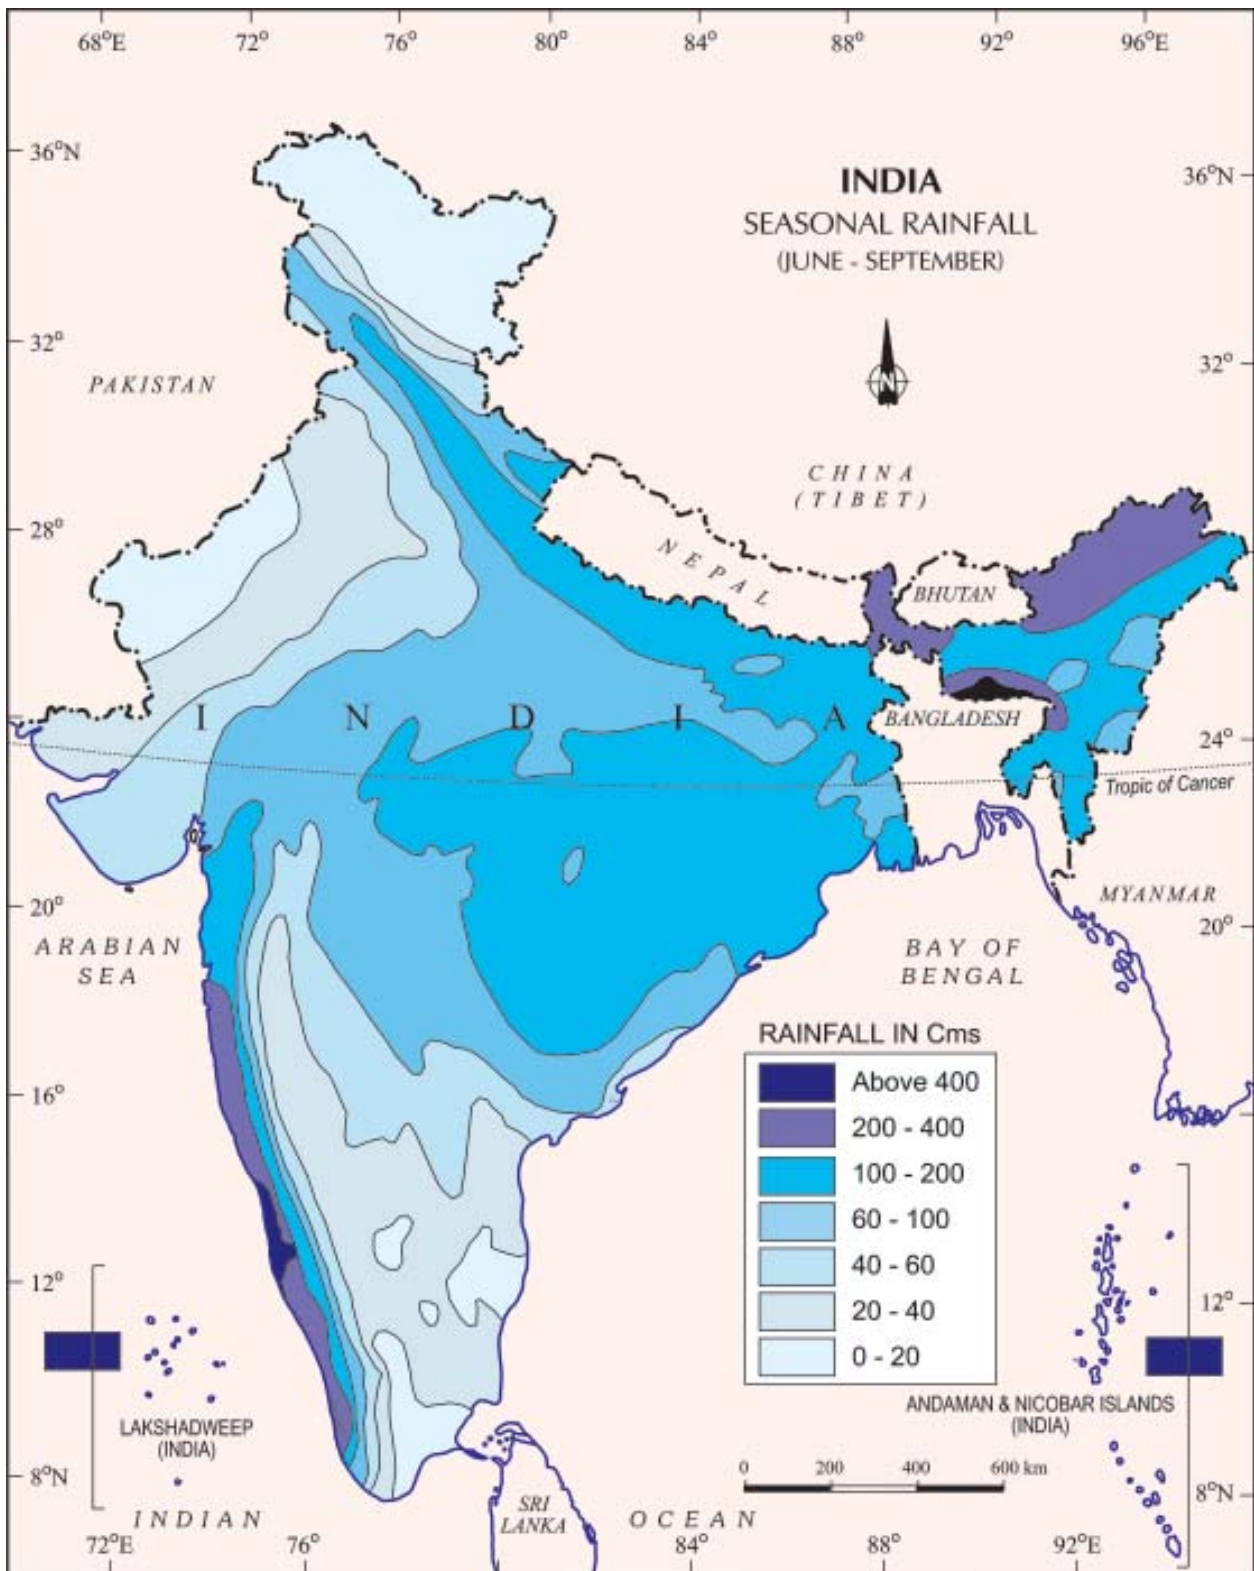 68°E 72° 76° 80° 84° 88° 92° 96°E
36°N
INDIA
36°N
SEASONAL RAINFALL
(JUNE - SEPTEMBER)
32°
32°
PAKISTAN
N
CHINA
(TIBET)
28°
NEPAL
BHUTAN
I N D I A
BANGLADESH
24°
Tropic of Cancer
20°
MYANMAR
20°
ARABIAN
SEA
BAY OF
BENGAL
RAINFALL IN Cms
Above 400
200 - 400
100 - 200
60 - 100
40 - 60
20 - 40
0 - 20
16°
12°
12°
LAKSHADWEEP
(INDIA)
ANDAMAN & NICOBAR ISLANDS
(INDIA)
8°N
0 200 400 600 km
8°N
SRI
LANKA
INDIAN OCEAN
72°E 76° 84° 88° 92°E